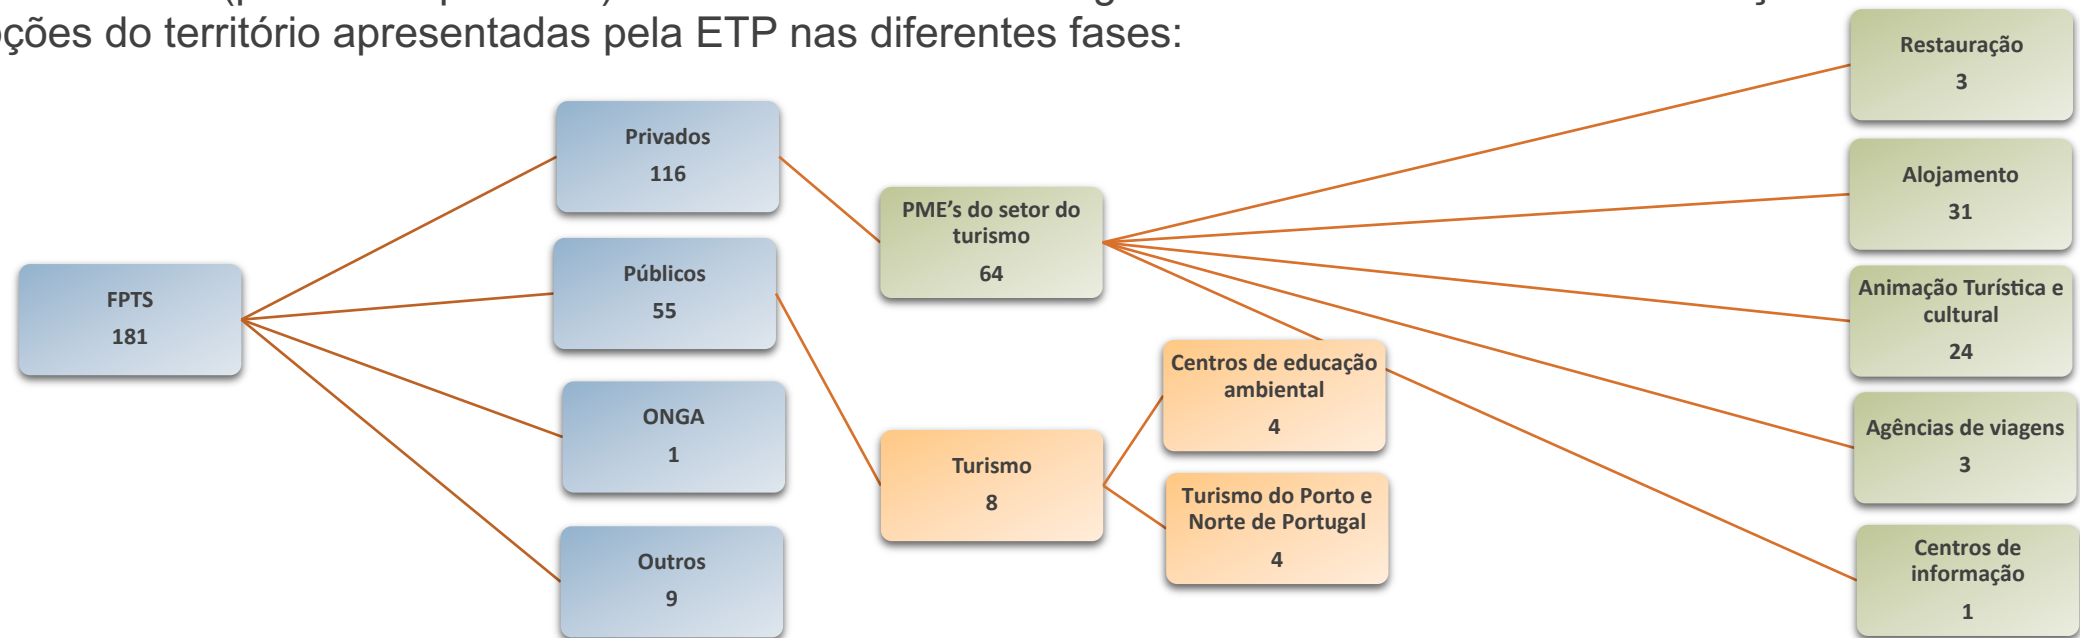 ções do território apresentadas pela ETP nas diferentes fases:
FPTS
181
Privados
116
Públicos
55
ONGA
1
Outros
9
PME’s do setor do
turismo
64
Turismo
8
Centros de educação
ambiental
4
Turismo do Porto e
Norte de Portugal
4
Restauração
3
Alojamento
31
Animação Turística e
cultural
24
Agências de viagens
3
Centros de
informação
1